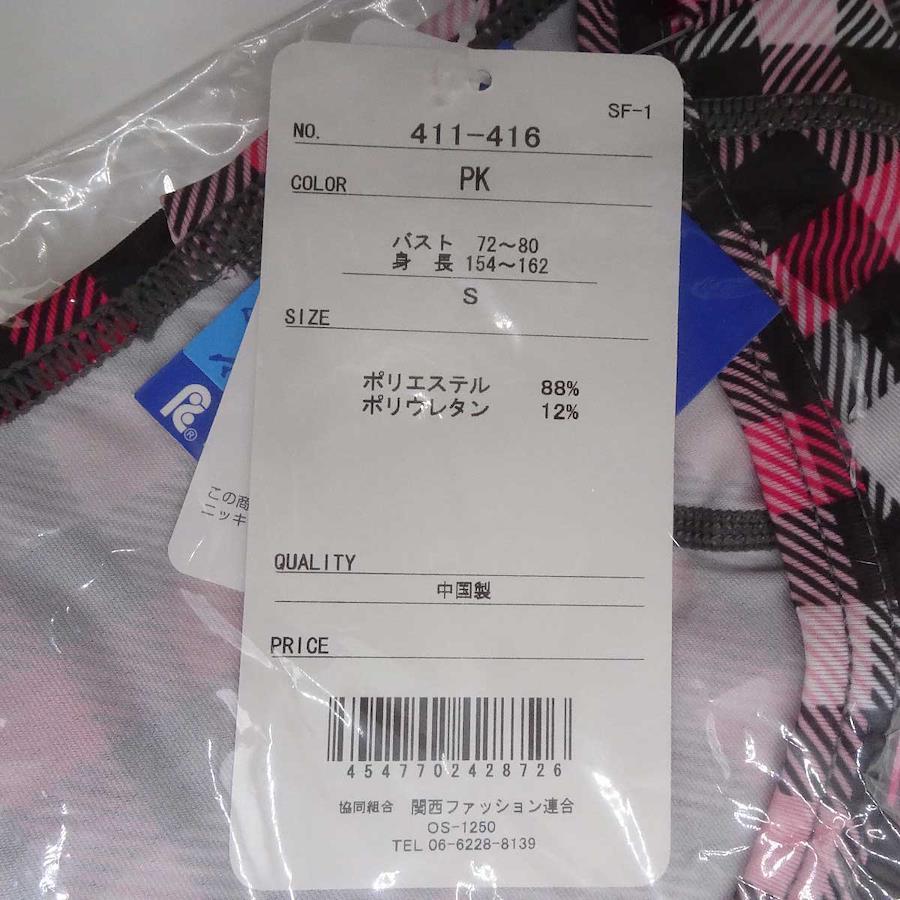 SF-1
NO. 411-416
COLOR PK
バスト 72～80
身 長 154～162
S
SIZE
ポリエステル 88%
ポリウレタン 12%
この商
ニッキ
QUALITY
中国製
PRICE
4547702428726
協同組合 関西ファッション連合
OS-1250
TEL 06-6228-8139